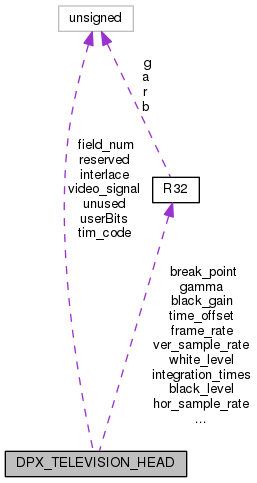 unsigned
g
a
r
b
field_num
reserved
interlace
video_signal
unused
userBits
tim_code
R32
break_point
gamma
black_gain
time_offset
frame_rate
ver_sample_rate
white_level
integration_times
black_level
hor_sample_rate
...
DPX_TELEVISION_HEAD